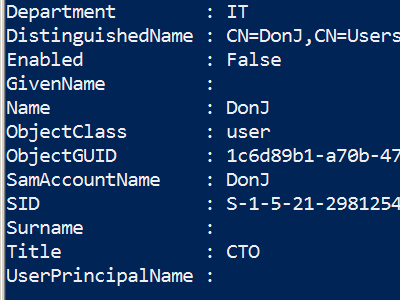 Department : IT
DistinguishedName : CN=DonJ,CN=Users
Enabled : False
GivenName :
Name : DonJ
ObjectClass : user
ObjectGUID : 1c6d89b1-a70b-47
SamAccountName : DonJ
SID : S-1-5-21-2981254
Surname :
Title : CTO
UserPrincipalName :